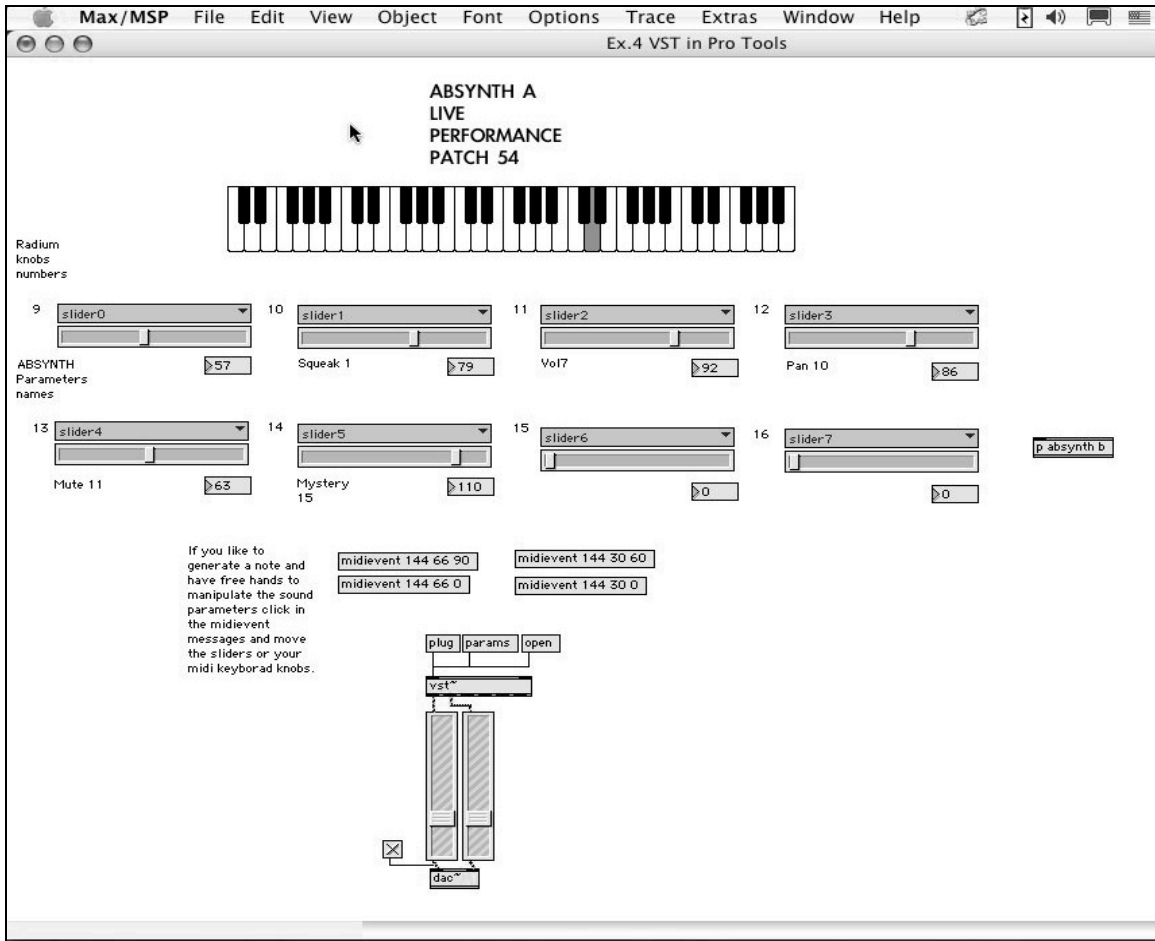 Max/MSP File Edit View Object Font Options Trace Extras Window Help
Ex.4 VST in Pro Tools
ABSYNTH A
LIVE
PERFORMANCE
PATCH 54
Radium
knobs
numbers
9 slider0 10 slider1 11 slider2 12 slider3
ABSYNTH
Parameters
names
57 Squeak 1 79 Vol7 92 Pan 10 86
13 slider4 14 slider5 15 slider6 16 slider7
p absynth b
Mute 11 63 Mystery
15
110 0 0
If you like to
generate a note and
have free hands to
manipulate the sound
parameters click in
the midievent
messages and move
the sliders or your
midi keyborad knobs.
midievent 144 66 90 midievent 144 30 60
midievent 144 66 0 midievent 144 30 0
plug params open
vst~
dac~